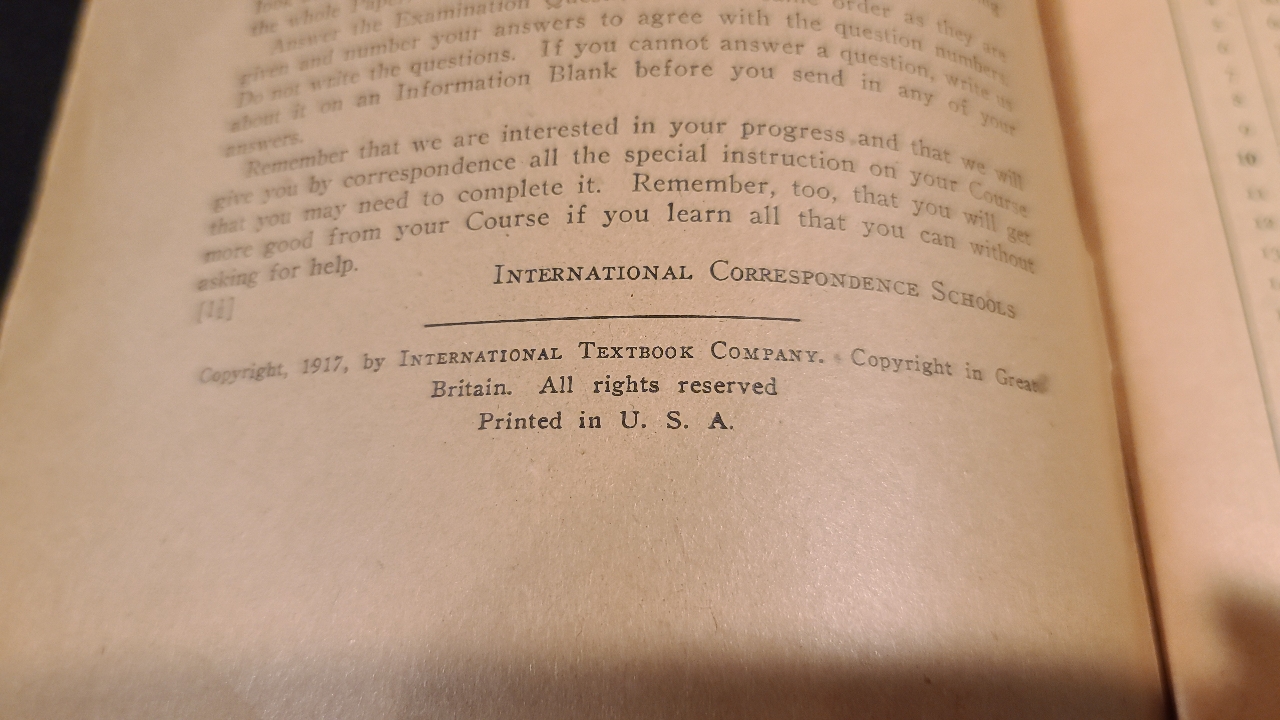 the whole
Answer the Examination order as they are
given and number your answers to agree with the question numbers.
Do not write the questions. If you cannot answer a question, write us
about it on an Information Blank before you send in any of your
answers.
Remember that we are interested in your progress and that we will
give you by correspondence all the special instruction on your Course
that you may need to complete it. Remember, too, that you will get
more good from your Course if you learn all that you can without
asking for help.
INTERNATIONAL CORRESPONDENCE SCHOOLS
Copyright, 1917, by INTERNATIONAL TEXTBOOK COMPANY. Copyright in Great
Britain. All rights reserved
Printed in U. S. A.
10